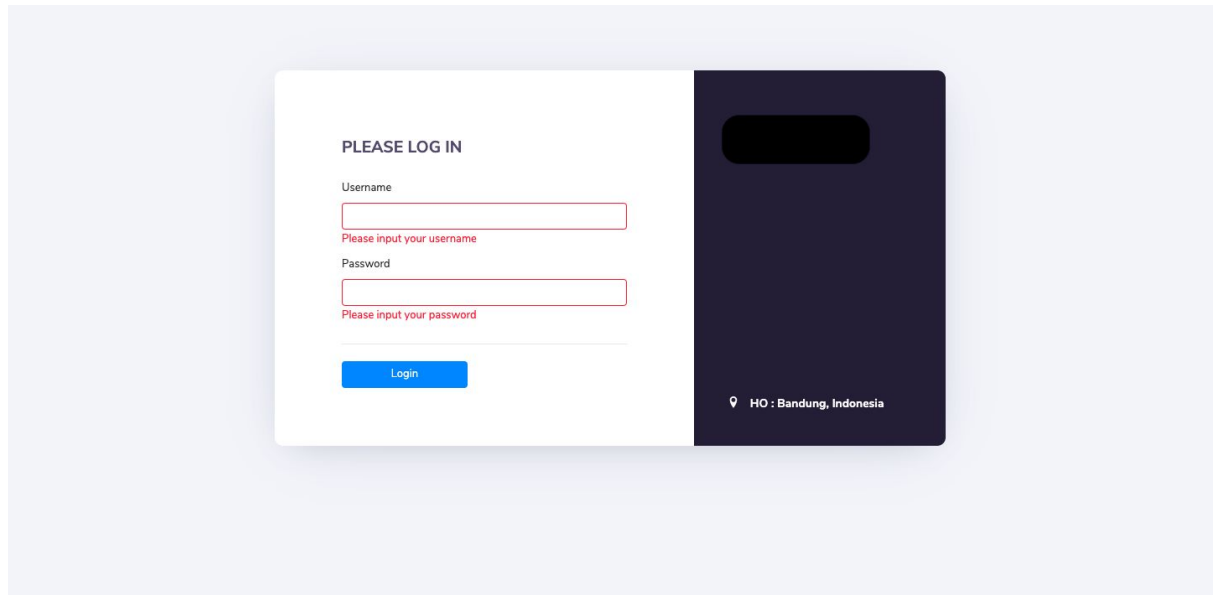 PLEASE LOG IN
Username
Please input your username
Password
Please input your password
Login
HO : Bandung, Indonesia